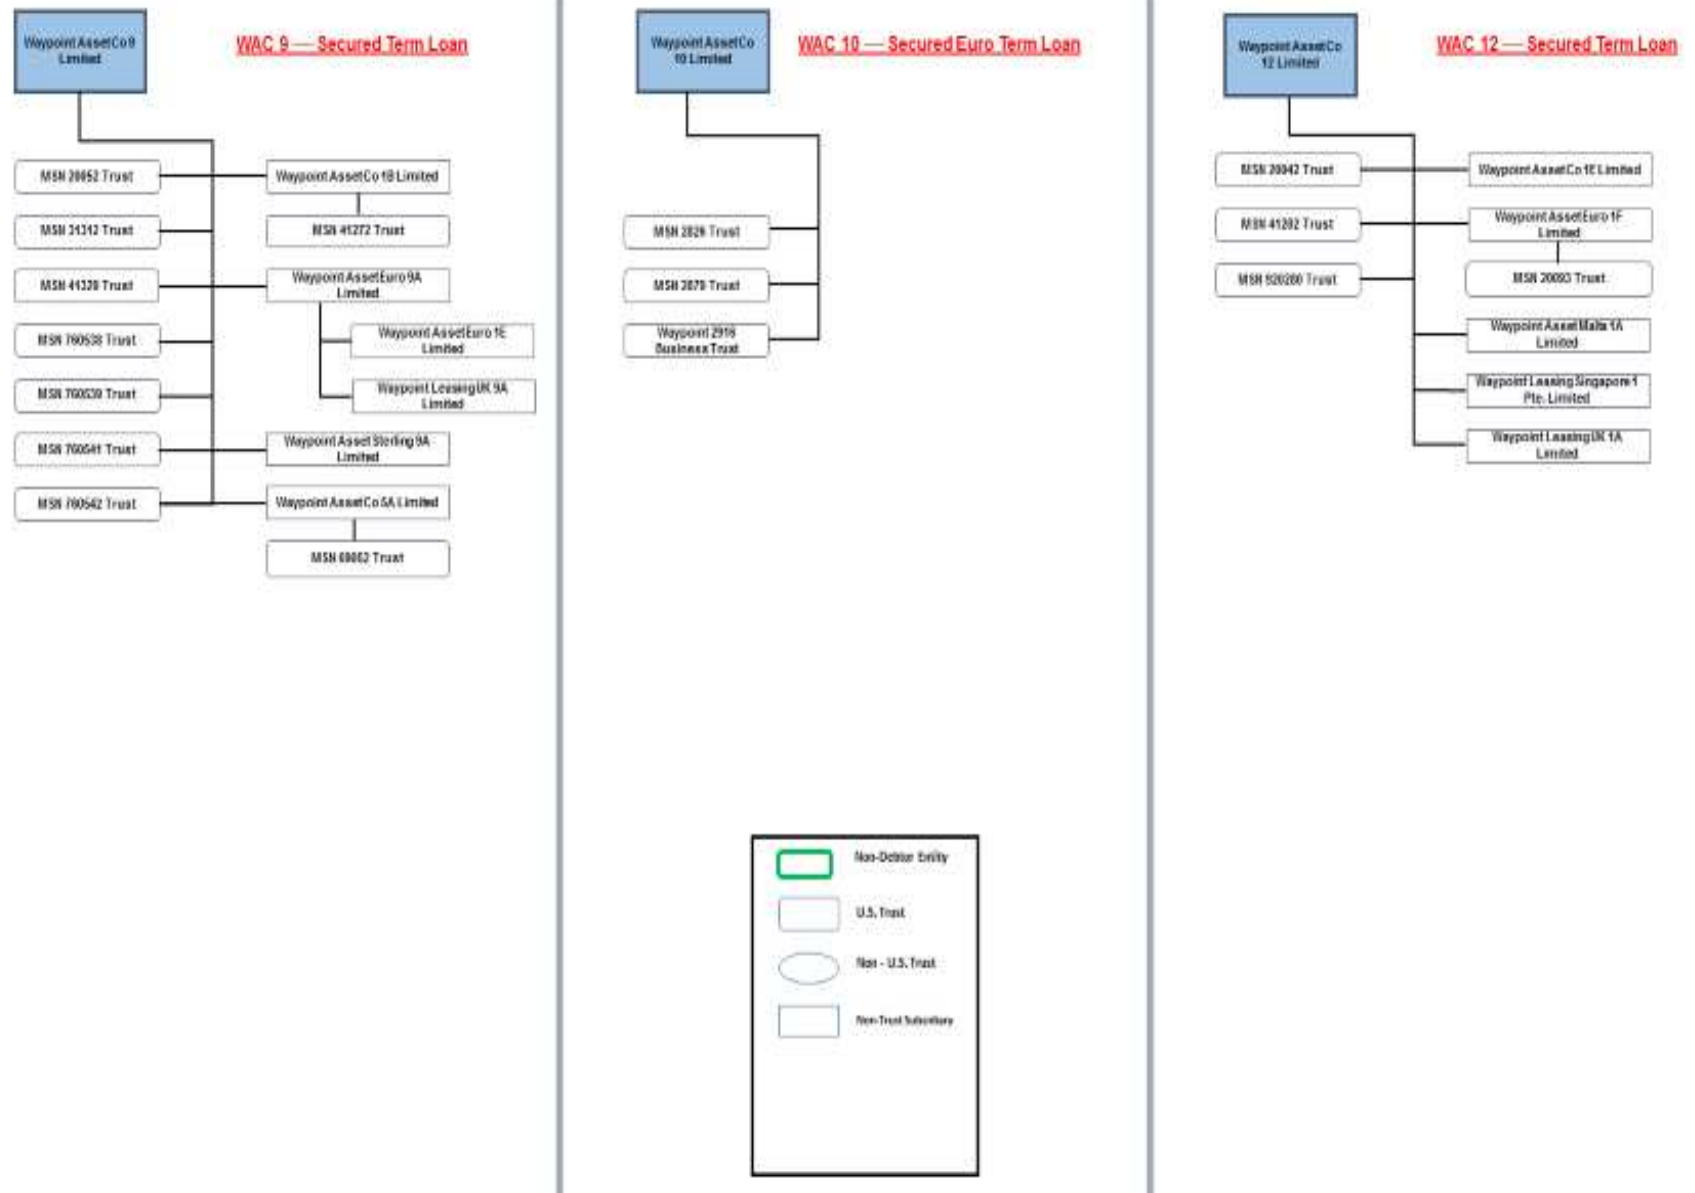 Waypoint AssetCo 9
Limited
WAC 9 — Secured Term Loan
MSN 20052 Trust
Waypoint AssetCo 1B Limited
MSN 31312 Trust
MSN 41272 Trust
MSN 41329 Trust
Waypoint AssetEuro 9A
Limited
MSN 760538 Trust
Waypoint AssetEuro 1E
Limited
MSN 760539 Trust
Waypoint Leasing UK 9A
Limited
MSN 760541 Trust
Waypoint Asset Sterling 9A
Limited
MSN 760542 Trust
Waypoint AssetCo 5A Limited
MSN Trust
Waypoint AssetCo
10 Limited
WAC 10 — Secured Euro Term Loan
MSN 2826 Trust
MSN 2879 Trust
Waypoint 2916
Business Trust
Waypoint AssetCo
12 Limited
WAC 12 — Secured Term Loan
MSN 20042 Trust
Waypoint AssetCo 1E Limited
MSN 41202 Trust
Waypoint AssetEuro 1F
Limited
MSN 920280 Trust
MSN 20093 Trust
Waypoint Asset Malta 1A
Limited
Waypoint Leasing Singapore 1
Pte. Limited
Waypoint Leasing UK 1A
Limited
Non-Debtor Entity
U.S. Trust
Non - U.S. Trust
Non-Trust Subsidiary